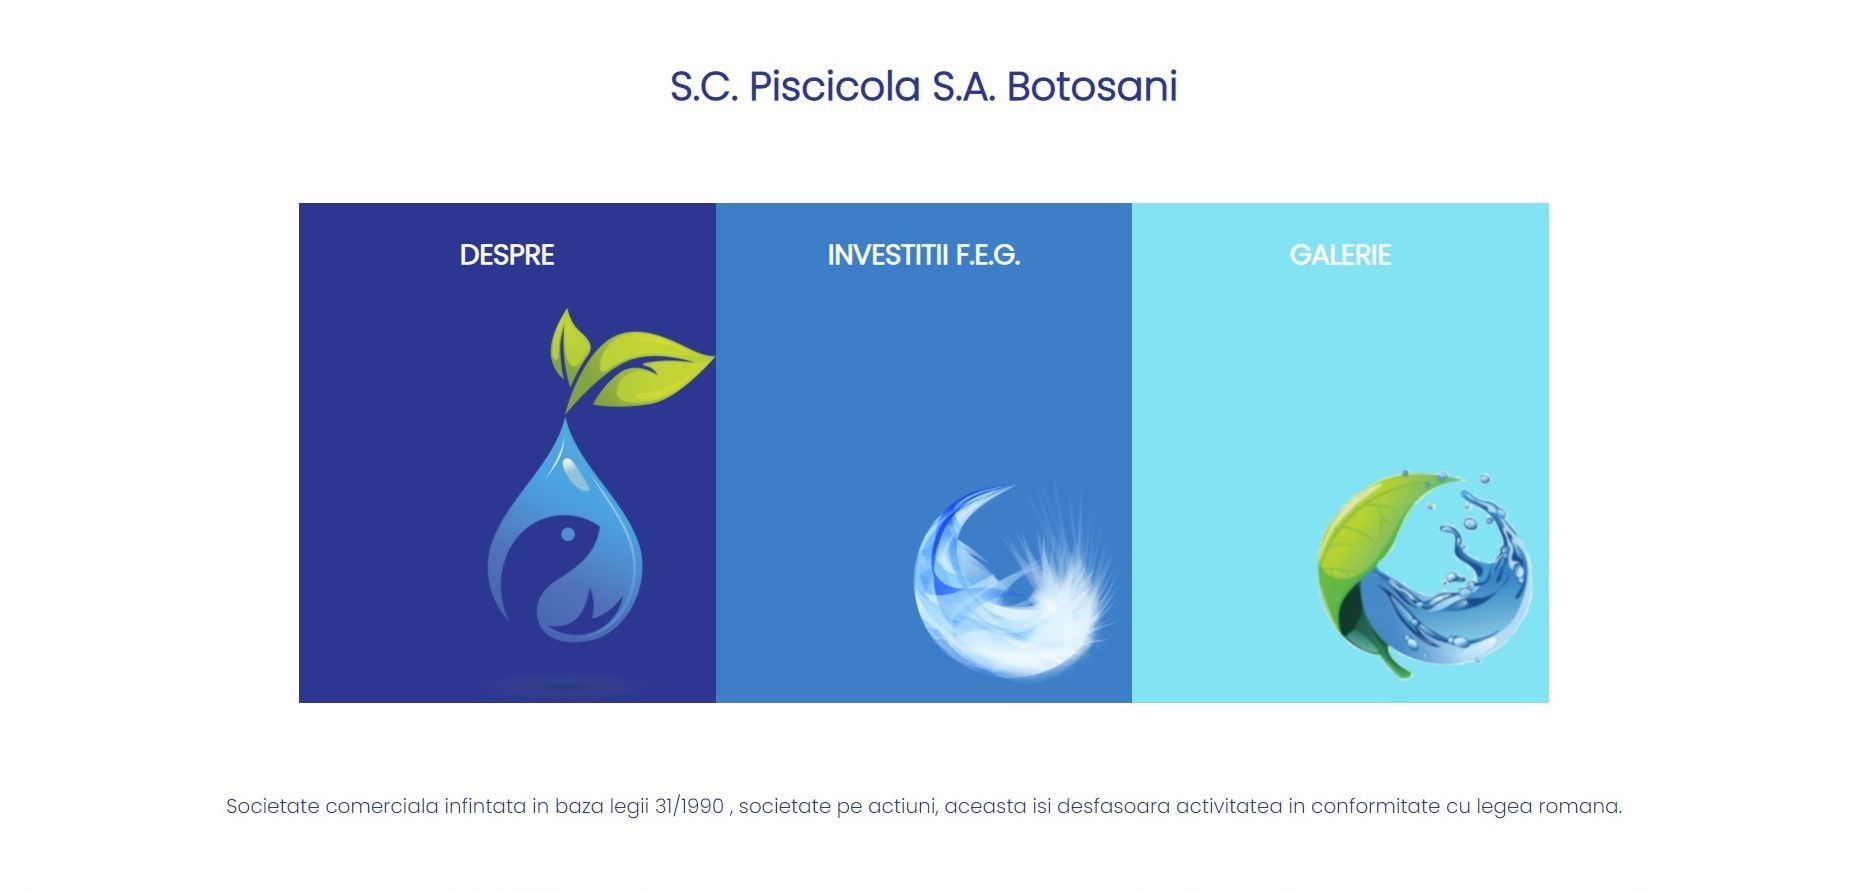 S.C. Piscicola S.A. Botosani
DESPRE
INVESTITII F.E.G.
GALERIE
Societate comerciala infintata in baza legii 31/1990 , societate pe actiuni, aceasta isi desfasoara activitatea in conformitate cu legea romana.